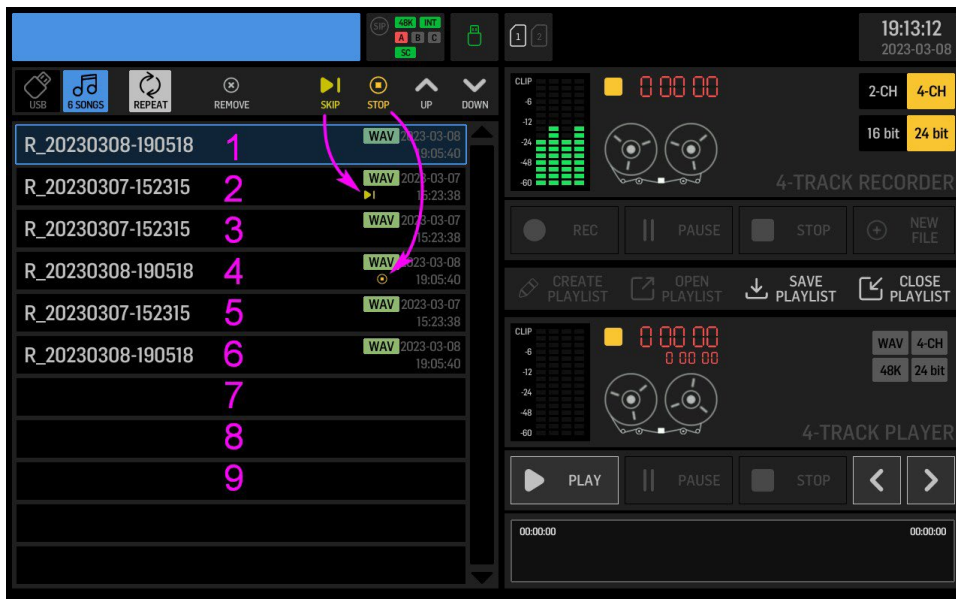 SIP 48K INT
A B C
SC
1 2
19:13:12
2023-03-08
USB 6 SONGS REPEAT REMOVE SKIP STOP UP DOWN
R_20230308-190518 1 WAV 2023-03-08
19:05:40
R_20230307-152315 2 WAV 2023-03-07
15:23:38
R_20230307-152315 3 WAV 2023-03-07
15:23:38
R_20230308-190518 4 WAV 2023-03-08
19:05:40
R_20230307-152315 5 WAV 2023-03-07
15:23:38
R_20230308-190518 6 WAV 2023-03-08
19:05:40
7
8
9
CLIP
-6
-12
-24
-48
-60
0 00 00
2-CH 4-CH
16 bit 24 bit
4-TRACK RECORDER
REC PAUSE STOP NEW
FILE
CREATE
PLAYLIST
OPEN
PLAYLIST
SAVE
PLAYLIST
CLOSE
PLAYLIST
CLIP
-6
-12
-24
-48
-60
0 00 00
0 00 00
WAV 4-CH
48K 24 bit
4-TRACK PLAYER
PLAY PAUSE STOP
00:00:00 00:00:00